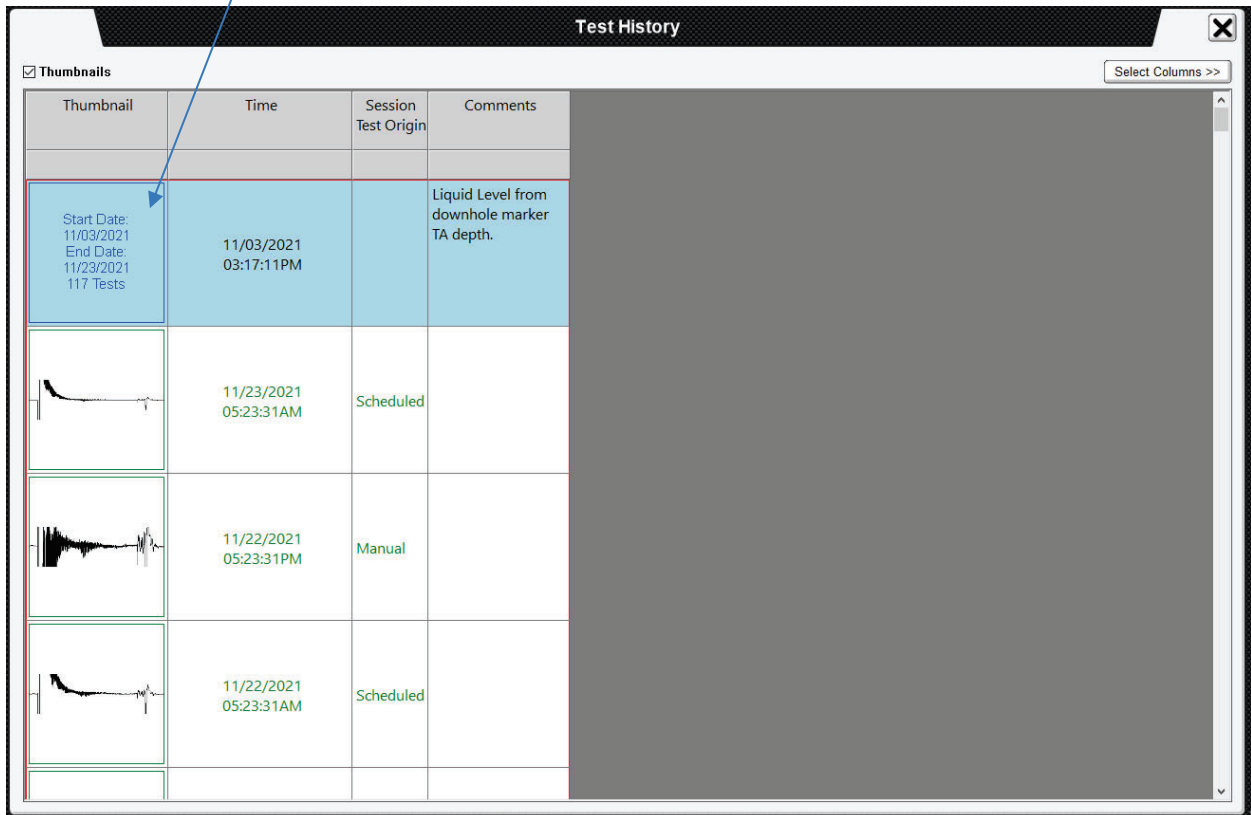 Test History
Thumbnails
Select Columns >>
Thumbnail
Time
Session
Test Origin
Comments
Start Date:
11/03/2021
End Date:
11/23/2021
117 Tests
11/03/2021
03:17:11PM
Liquid Level from
downhole marker
TA depth.
11/23/2021
05:23:31AM
Scheduled
11/22/2021
05:23:31PM
Manual
11/22/2021
05:23:31AM
Scheduled